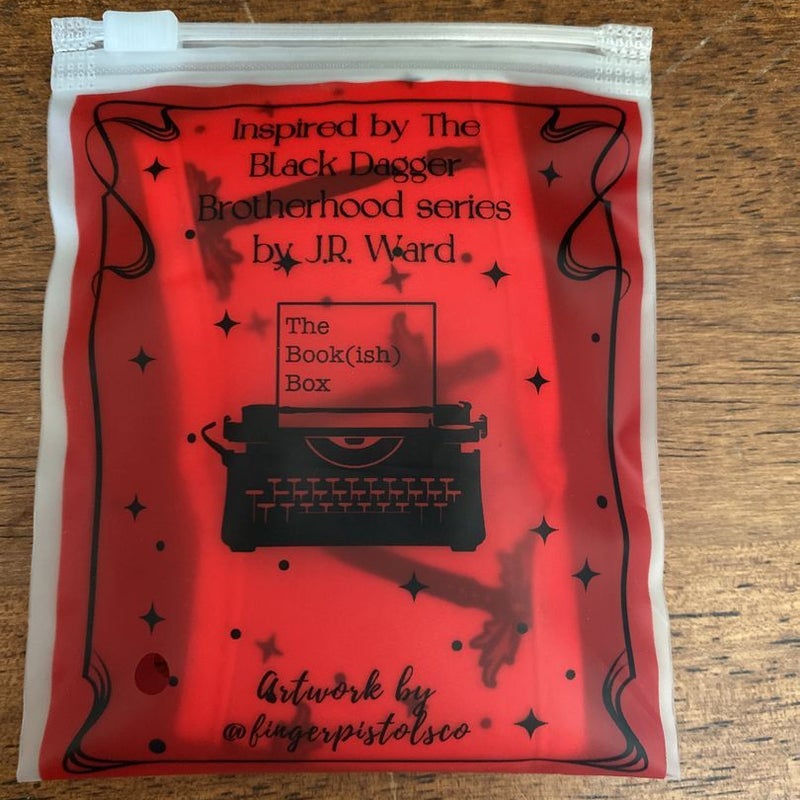 Inspired by The
Black Dagger
Brotherhood series
by J.R. Ward
The
Book(ish)
Box
Artwork by
@fingerpistolsco